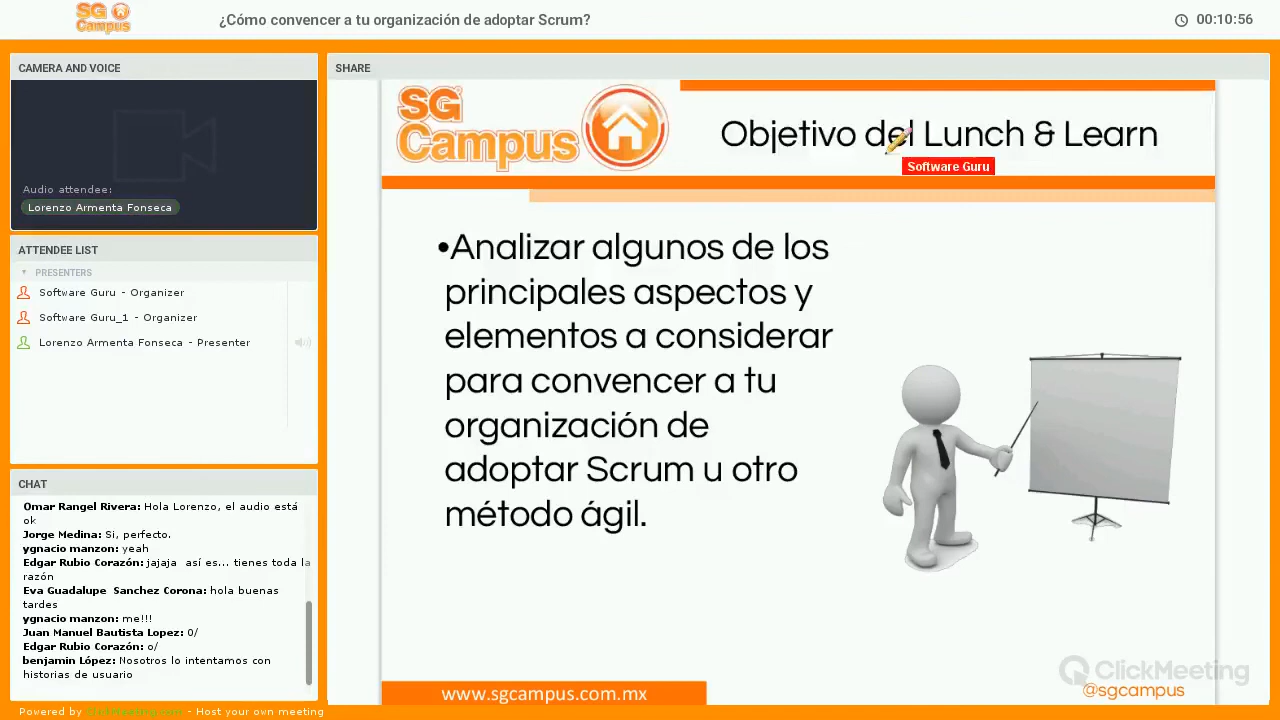 SG
Campus
¿Cómo convencer a tu organización de adoptar Scrum?
00:10:56
CAMERA AND VOICE
Audio attendee:
Lorenzo Armenta Fonseca
ATTENDEE LIST
PRESENTERS
Software Guru - Organizer
Software Guru_1 - Organizer
Lorenzo Armenta Fonseca - Presenter
CHAT
Omar Rangel Rivera: Hola Lorenzo, el audio está
ok
Jorge Medina: Si, perfecto.
ygnacio manzon: yeah
Edgar Rubio Corazón: jajaja así es... tienes toda la
razón
Eva Guadalupe Sanchez Corona: hola buenas
tardes
ygnacio manzon: me!!!
Juan Manuel Bautista Lopez: 0/
Edgar Rubio Corazón: o/
benjamin López: Nosotros lo intentamos con
historias de usuario
Powered by ClickMeeting.com - Host your own meeting
SHARE
SG
Campus
Objetivo del Lunch & Learn
Software Guru
•Analizar algunos de los
principales aspectos y
elementos a considerar
para convencer a tu
organización de
adoptar Scrum u otro
método ágil.
ClickMeeting
@sgcampus
www.sgcampus.com.mx